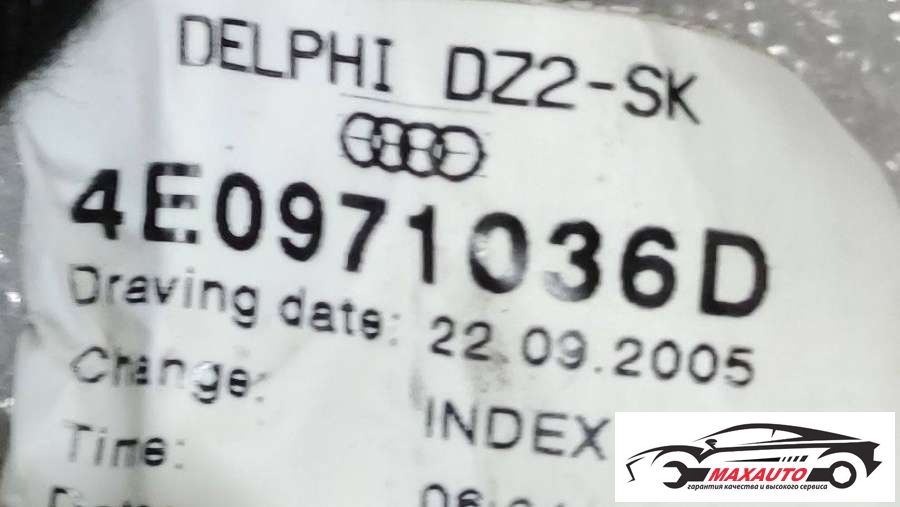 DELPHI DZ2-SK
4E0971036D
Draving date: 22.09.2005
Change: INDEX
Time:
MAXAUTO
гарантия качества и высокого сервиса